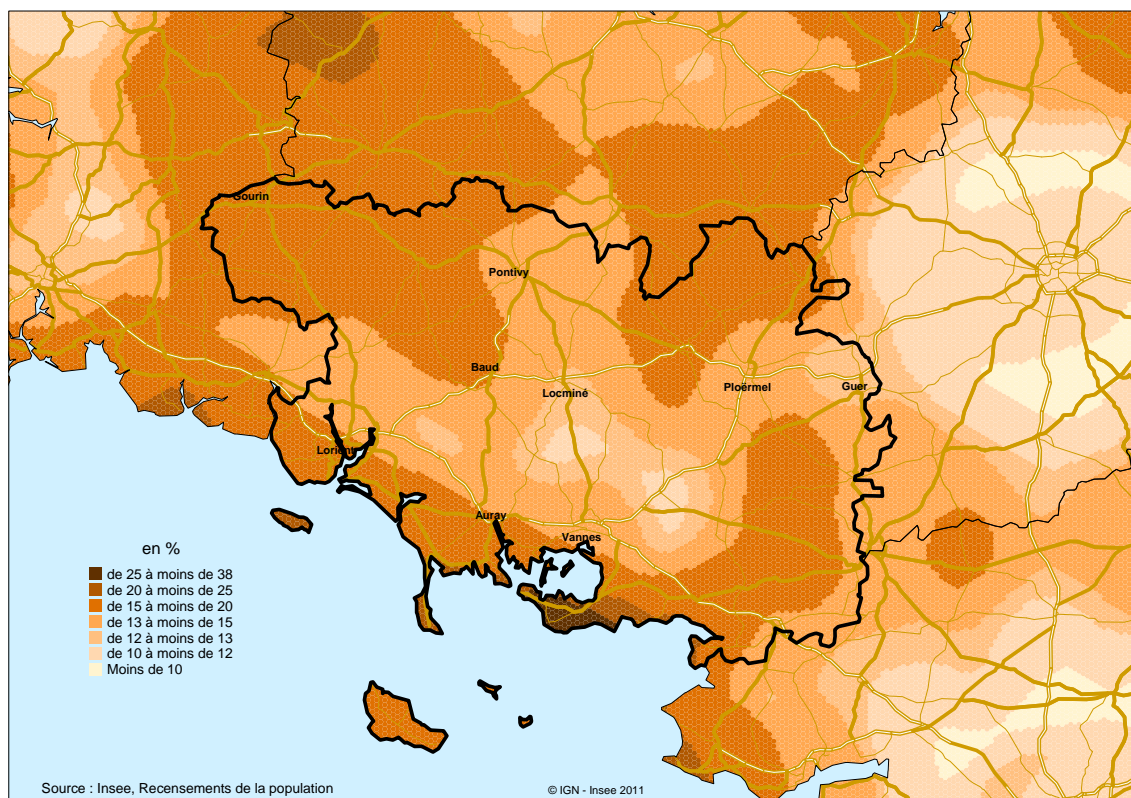 Gourin
Pontivy
Baud
Locminé
Ploërmel
Guer
Lorient
Auray
Vannes
en %
de 25 à moins de 38
de 20 à moins de 25
de 15 à moins de 20
de 13 à moins de 15
de 12 à moins de 13
de 10 à moins de 12
Moins de 10
Source : Insee, Recensements de la population
© IGN - Insee 2011